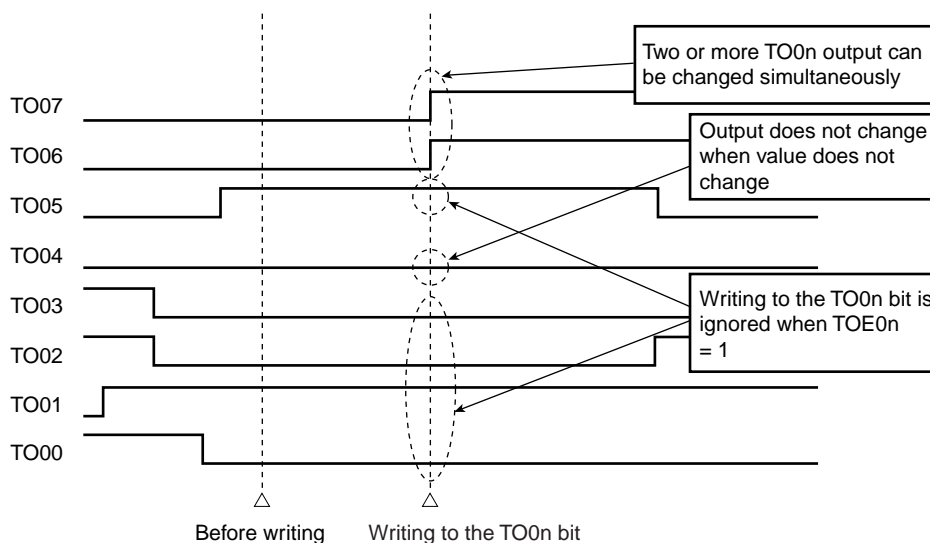 Two or more TO0n output can
be changed simultaneously
TO07
Output does not change
when value does not
change
TO06
TO05
TO04
Writing to the TO0n bit is
ignored when TOE0n
= 1
TO03
TO02
TO01
TO00
Before writing
Writing to the TO0n bit